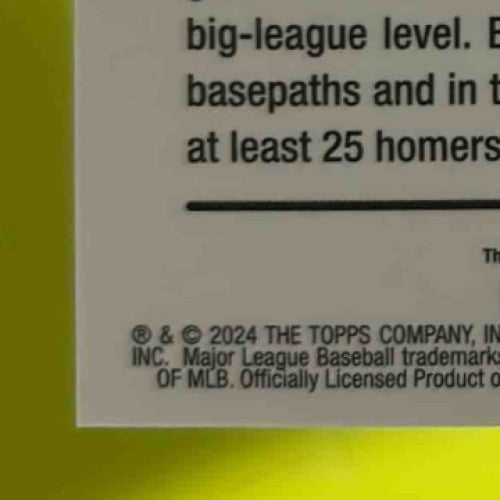 big-league level.
basepaths and in
at least 25 homers
Th
® & © 2024 THE TOPPS COMPANY, IN
INC. Major League Baseball trademarks
OF MLB. Officially Licensed Product o